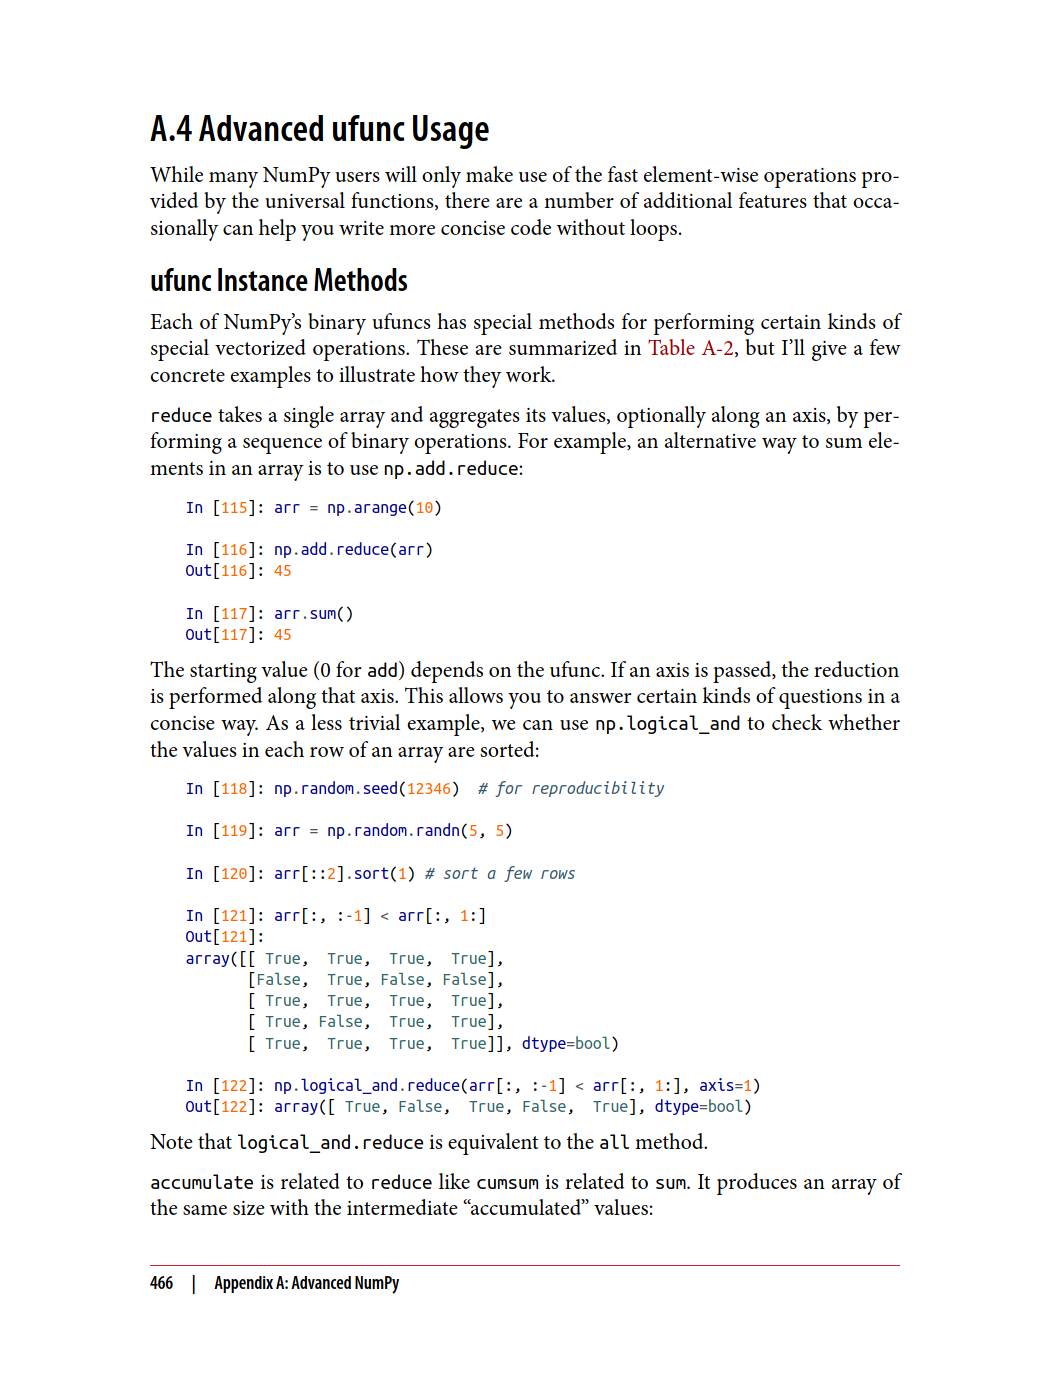 A.4 Advanced ufunc Usage
While many NumPy users will only make use of the fast element-wise operations pro-
vided by the universal functions, there are a number of additional features that occa-
sionally can help you write more concise code without loops.
ufunc Instance Methods
Each of NumPy’s binary ufuncs has special methods for performing certain kinds of
special vectorized operations. These are summarized in Table A-2, but I’ll give a few
concrete examples to illustrate how they work.
reduce takes a single array and aggregates its values, optionally along an axis, by per-
forming a sequence of binary operations. For example, an alternative way to sum ele-
ments in an array is to use np.add.reduce:
In [115]: arr = np.arange(10)
In [116]: np.add.reduce(arr)
Out[116]: 45
In [117]: arr.sum()
Out[117]: 45
The starting value (0 for add) depends on the ufunc. If an axis is passed, the reduction
is performed along that axis. This allows you to answer certain kinds of questions in a
concise way. As a less trivial example, we can use np.logical_and to check whether
the values in each row of an array are sorted:
In [118]: np.random.seed(12346)  # for reproducibility
In [119]: arr = np.random.randn(5, 5)
In [120]: arr[::2].sort(1) # sort a few rows
In [121]: arr[:, :-1] < arr[:, 1:]
Out[121]:
array([[ True,  True,  True,  True],
       [False,  True, False, False],
       [ True,  True,  True,  True],
       [ True, False,  True,  True],
       [ True,  True,  True,  True]], dtype=bool)
In [122]: np.logical_and.reduce(arr[:, :-1] < arr[:, 1:], axis=1)
Out[122]: array([ True, False,  True, False,  True], dtype=bool)
Note that logical_and.reduce is equivalent to the all method.
accumulate is related to reduce like cumsum is related to sum. It produces an array of
the same size with the intermediate “accumulated” values:
466 | Appendix A: Advanced NumPy